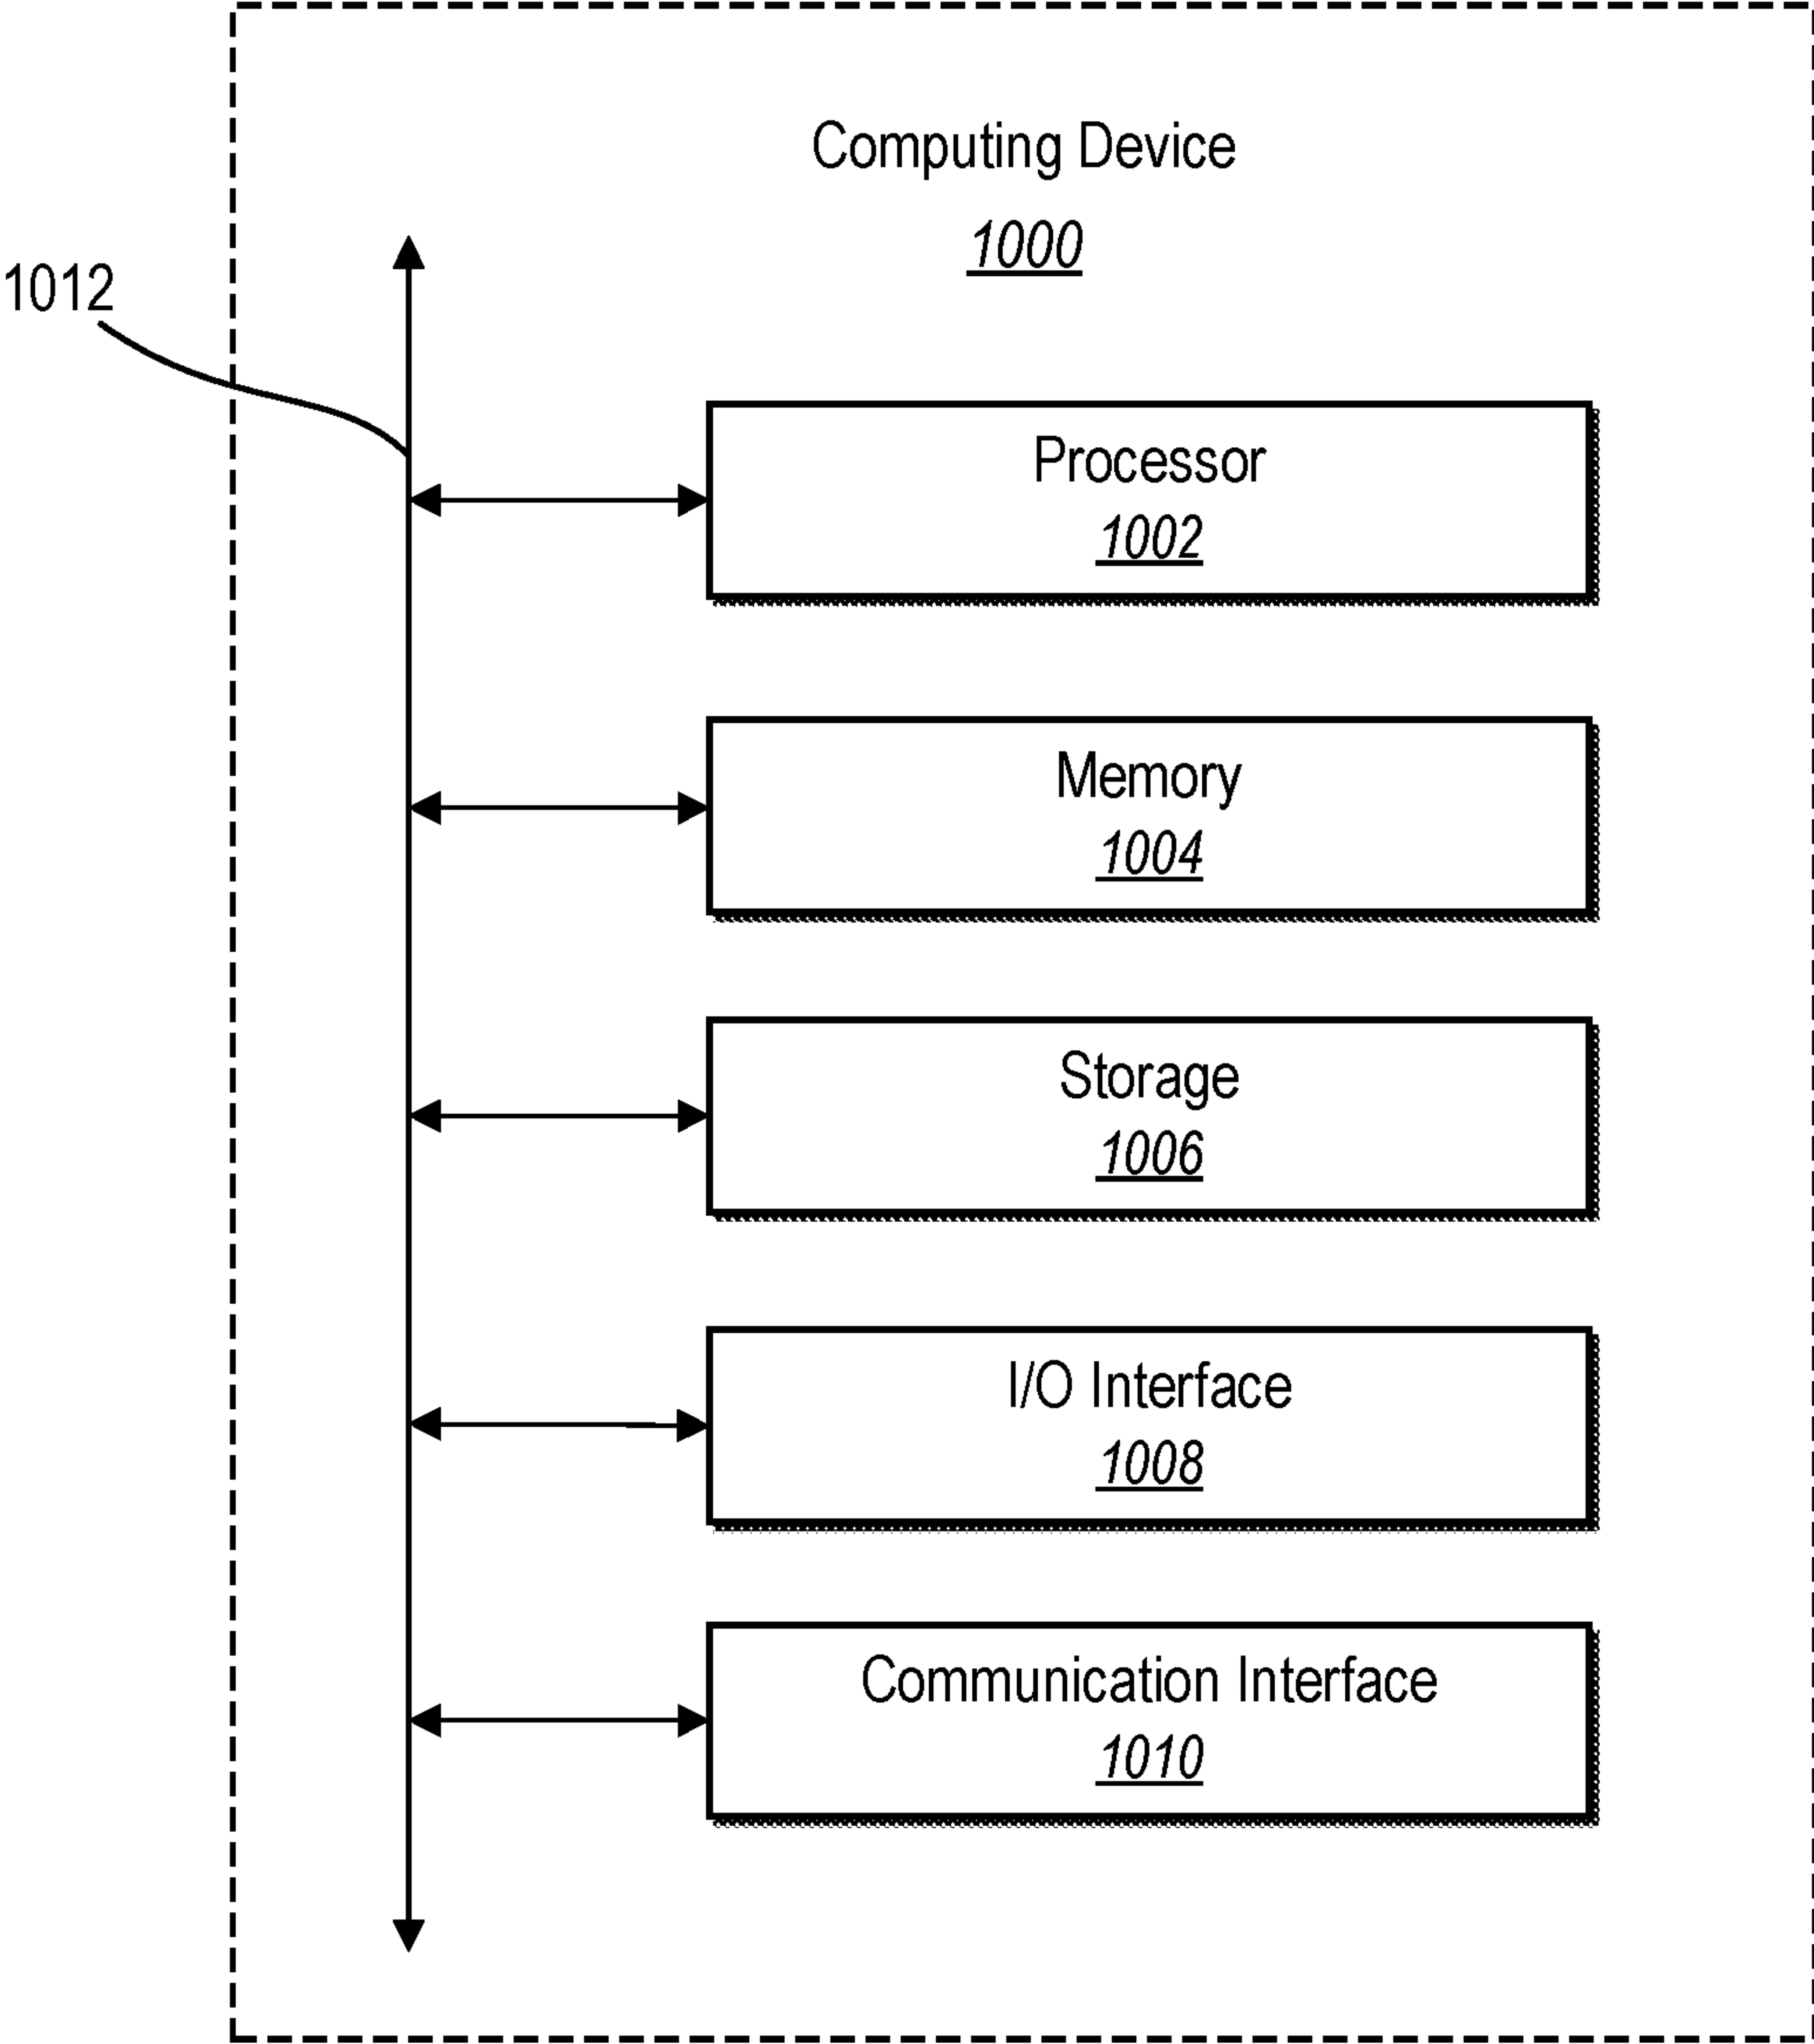 Computing Device
1000
1012
Processor
1002
Memory
1004
Storage
1006
I/O Interface
1008
Communication Interface
1010